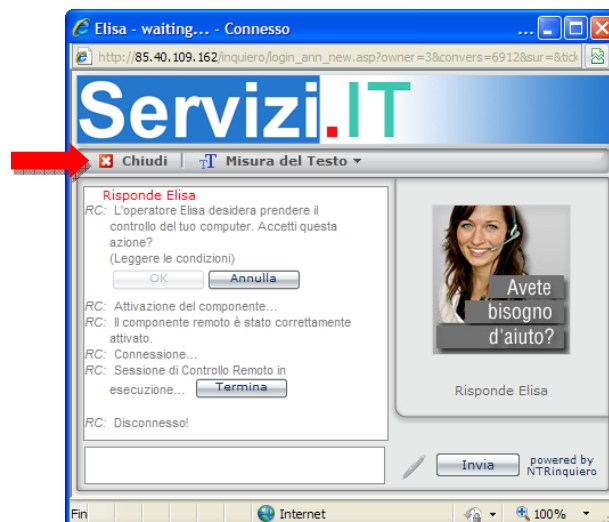 Elisa - waiting... - Connesso
...
http://85.40.109.162/inquiero/login_ann_new.asp?owner=3&convers=6912&sur=&tick
Servizi.IT
Chiudi
Misura del Testo
Risponde Elisa
RC: L'operatore Elisa desidera prendere il
controllo del tuo computer. Accetti questa
azione?
(Leggere le condizioni)
OK Annulla
RC: Attivazione del componente...
RC: Il componente remoto è stato correttamente
attivato.
RC: Connessione...
RC: Sessione di Controllo Remoto in
esecuzione... Termina
RC: Disconnesso!
Avete
bisogno
d'aiuto?
Risponde Elisa
Invia
powered by
NTRinquiero
Fin
Internet
100%